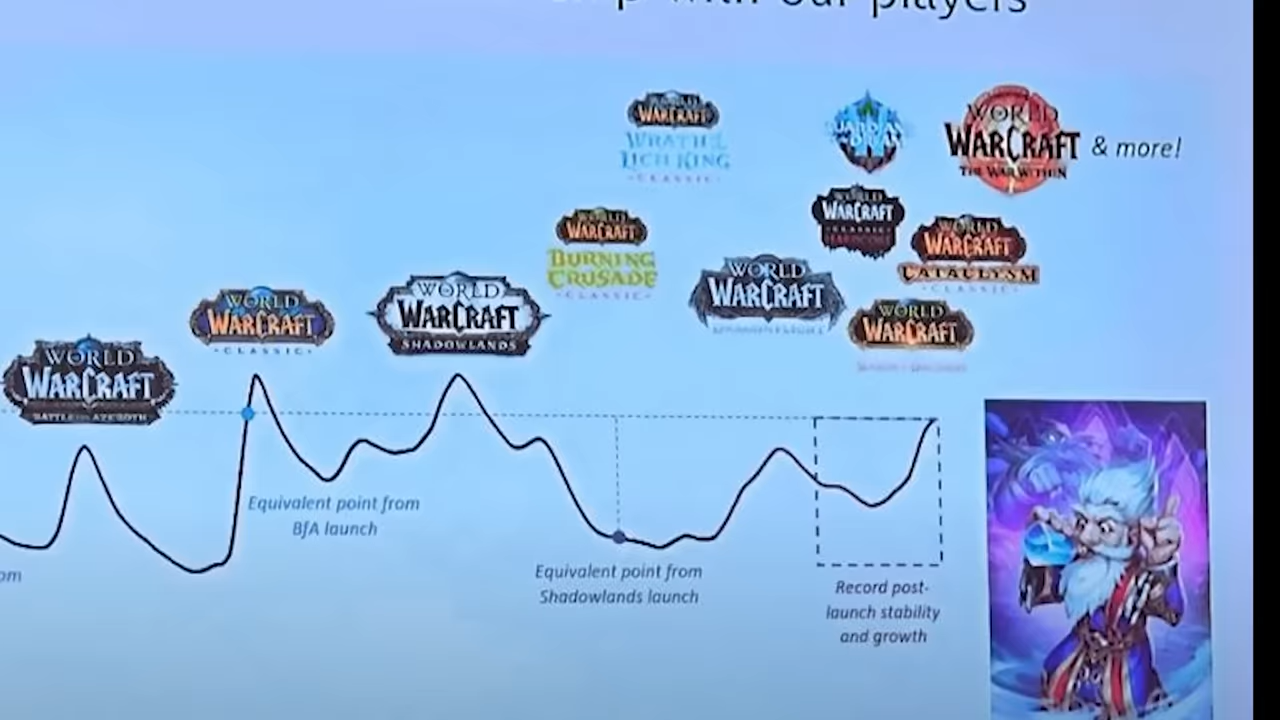 with our players
WORLD
WARCRAFT
WRATH OF THE
LICH KING
CLASSIC
WORLD
WARCRAFT
THE WAR WITHIN
& more!
WORLD
WARCRAFT
CLASSIC
HARDCORE
WORLD
WARCRAFT
BURNING
CRUSADE
CLASSIC
WORLD
WARCRAFT
CATACLYSM
CLASSIC
WORLD
WARCRAFT
DRAGONFLIGHT
WORLD
WARCRAFT
CLASSIC
WORLD
WARCRAFT
SHADOWLANDS
WORLD
WARCRAFT
WORLD
WARCRAFT
BATTLE FOR AZEROTH
Equivalent point from
BfA launch
Equivalent point from
Shadowlands launch
Record post-
launch stability
and growth
om